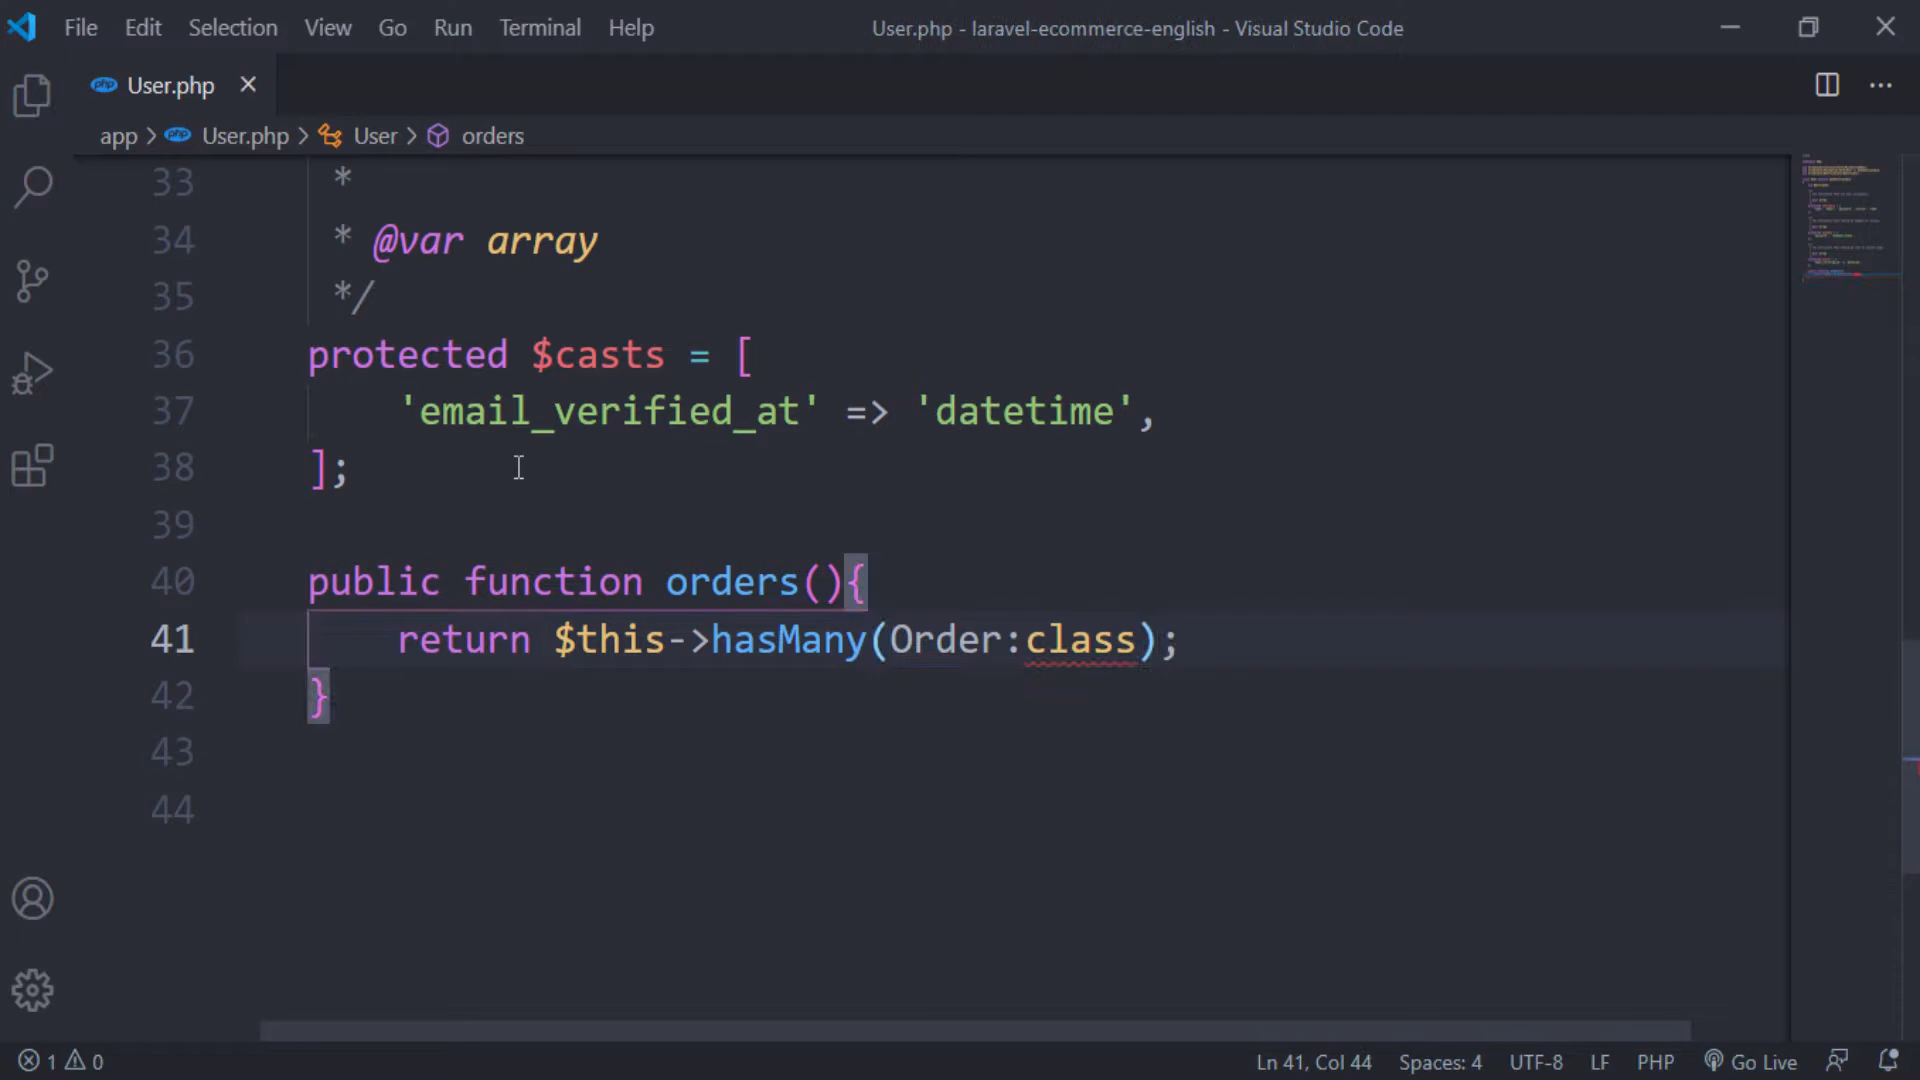 File Edit Selection View Go Run Terminal Help User.php - laravel-ecommerce-english - Visual Studio Code
php User.php
app > php User.php > User > orders
33 *
34 * @var array
35 */
36 protected $casts = [
37 'email_verified_at' => 'datetime',
38 ];
39
40 public function orders(){
41 return $this->hasMany(Order:class);
42 }
43
44
1 0 Ln 41, Col 44 Spaces: 4 UTF-8 LF PHP Go Live